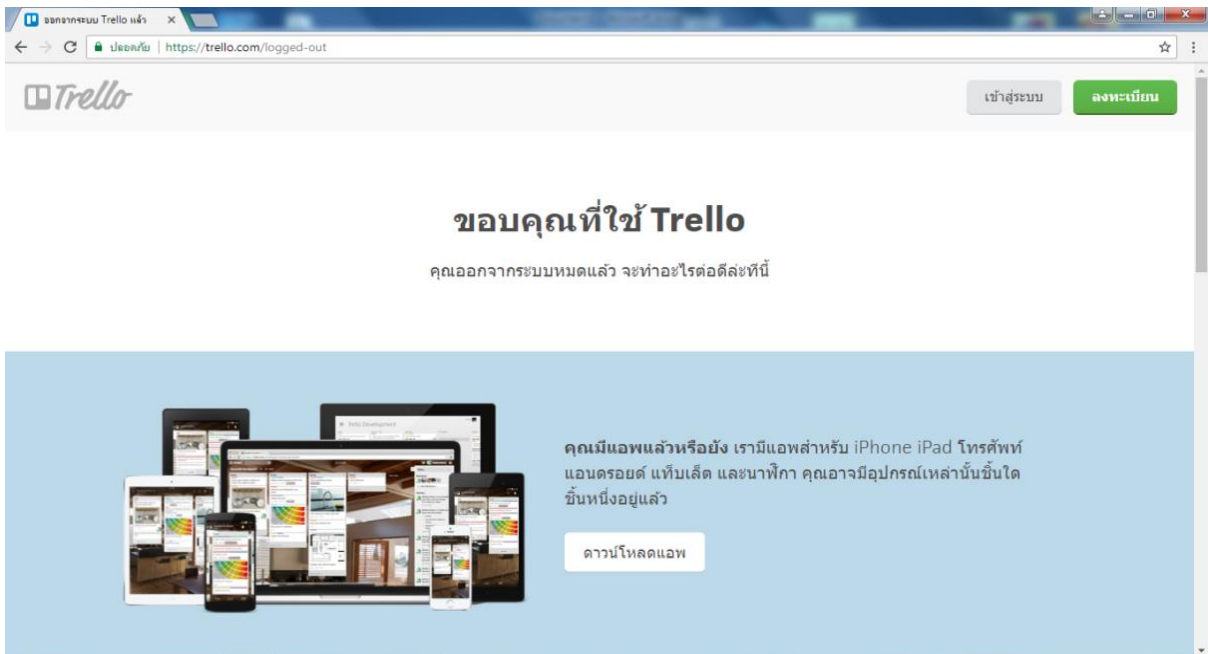 ออกจากระบบ Trello แล้ว
ปลอดภัย | https://trello.com/logged-out
Trello
เข้าสู่ระบบ
ลงทะเบียน
ขอบคุณที่ใช้ Trello
คุณออกจากระบบหมดแล้ว จะทำอะไรต่อดีล่ะทีนี้
คุณมีแอพแล้วหรือยัง เรามีแอพสำหรับ iPhone iPad โทรศัพท์
แอนดรอยด์ แท็บเล็ต และนาฬิกา คุณอาจมีอุปกรณ์เหล่านั้นชิ้นใด
ชิ้นหนึ่งอยู่แล้ว
ดาวน์โหลดแอพ